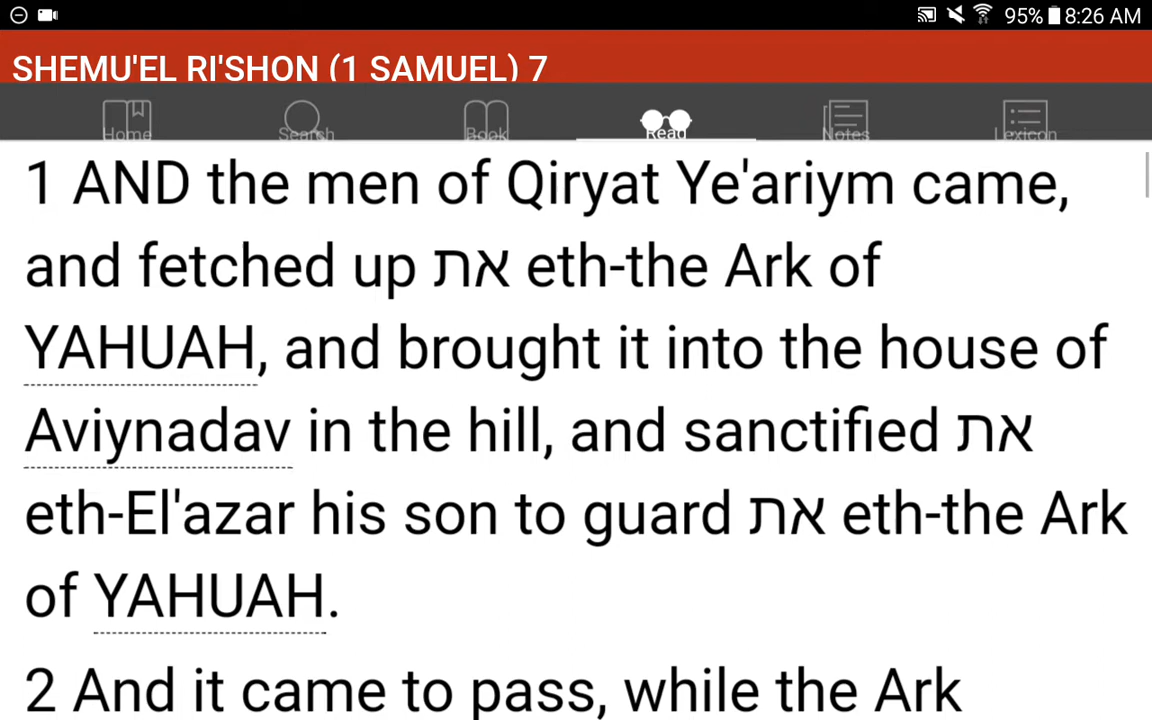 95% 8:26 AM
SHEMU'EL RI'SHON (1 SAMUEL) 7
Home Search Book Read Notes Lexicon
1 AND the men of Qiryat Ye'ariym came,
and fetched up את eth-the Ark of
YAHUAH, and brought it into the house of
Aviynadav in the hill, and sanctified את
eth-El'azar his son to guard את eth-the Ark
of YAHUAH.
2 And it came to pass, while the Ark